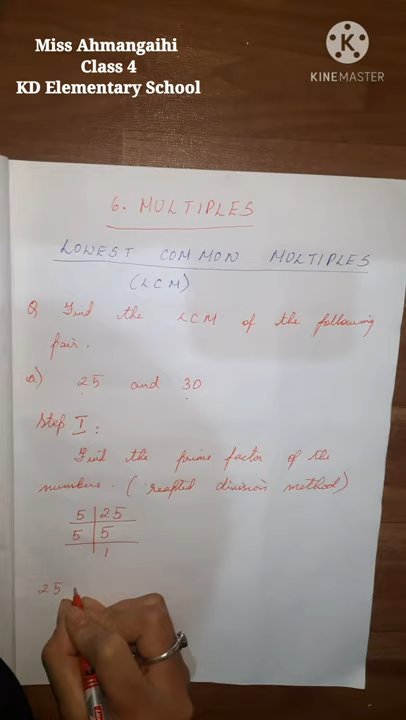 Miss Ahmangaihi
Class 4
KD Elementary School
KINEMASTER
6. MULTIPLES
LOWEST COMMON MULTIPLES
(LCM)
Q Find the LCM of the following
pair.
a) 25 and 30
Step I:
Find the prime factor of the
numbers. (reapted division method)
5 25
5 5
1
25